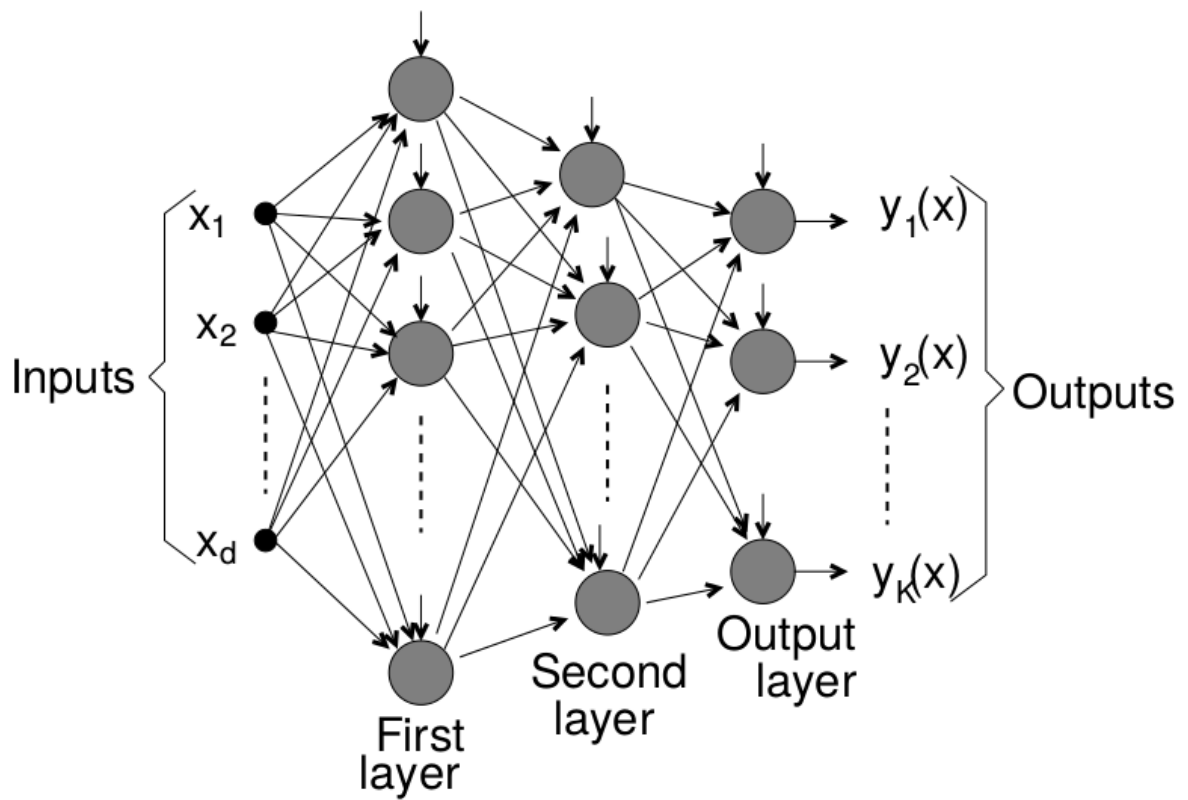 Inputs
x1
x2
xd
First
layer
Second
layer
Output
layer
y1(x)
y2(x)
yK(x)
Outputs